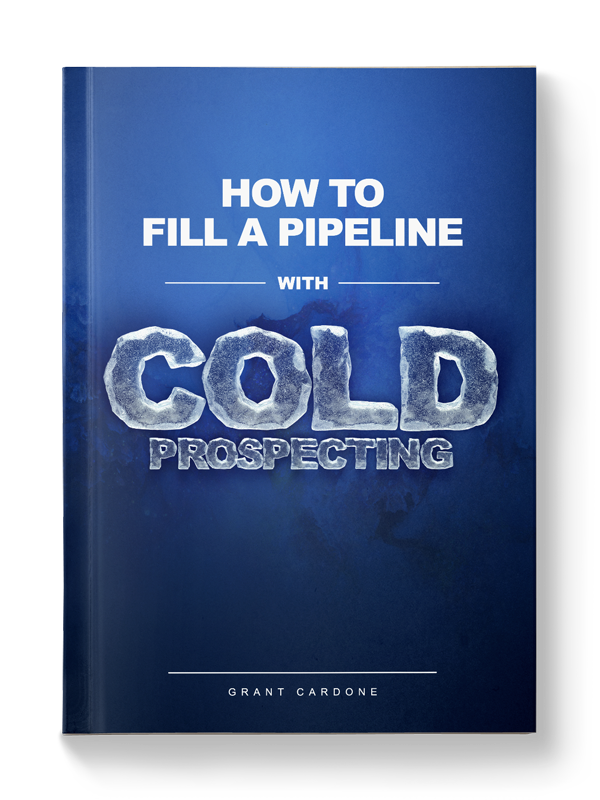 HOW TO
FILL A PIPELINE
WITH
COLD
PROSPECTING
GRANT CARDONE